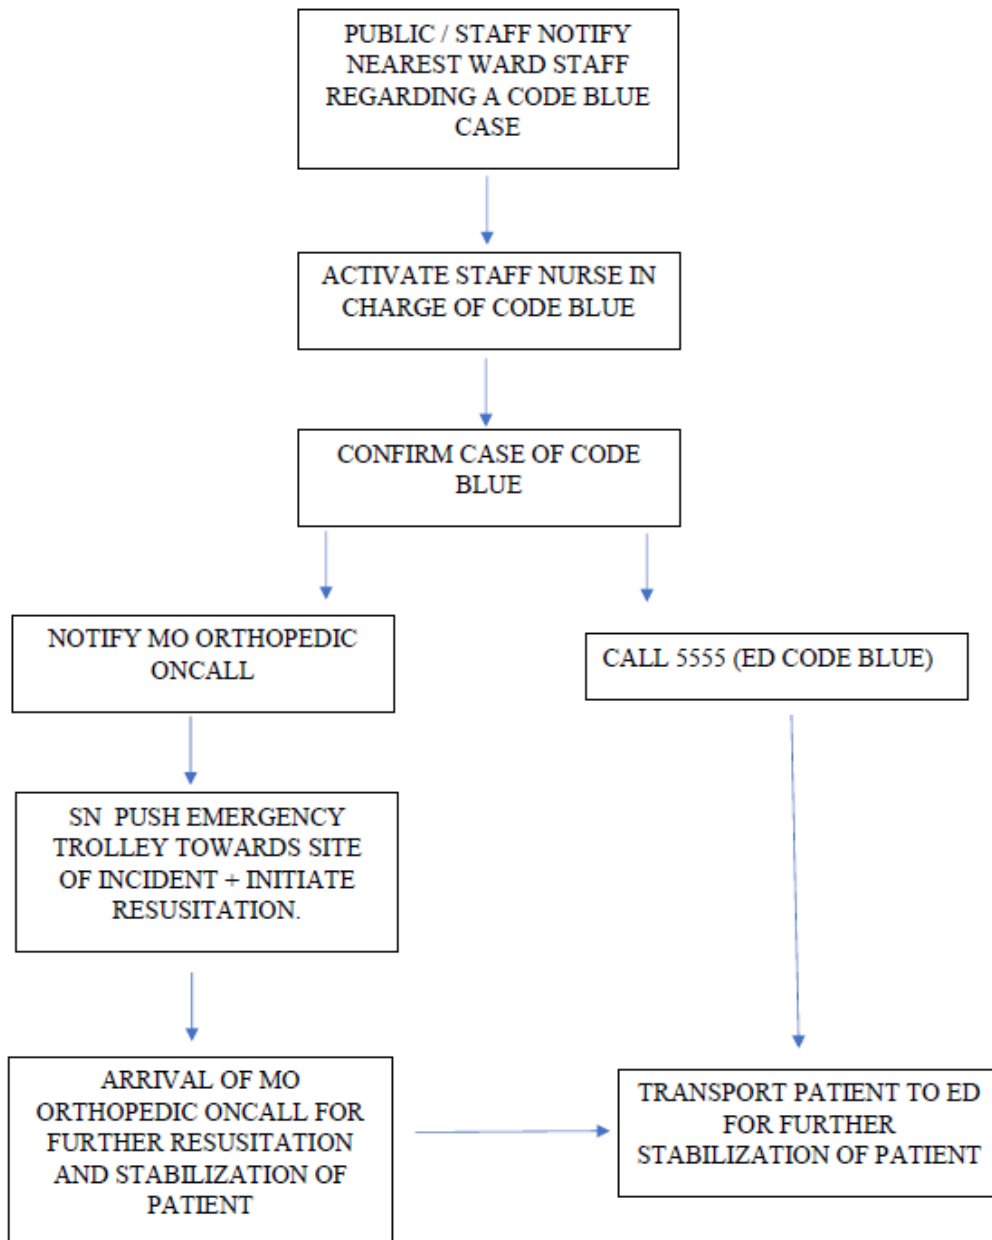 PUBLIC / STAFF NOTIFY
NEAREST WARD STAFF
REGARDING A CODE BLUE
CASE
ACTIVATE STAFF NURSE IN
CHARGE OF CODE BLUE
CONFIRM CASE OF CODE
BLUE
NOTIFY MO ORTHOPEDIC
ONCALL
CALL 5555 (ED CODE BLUE)
SN PUSH EMERGENCY
TROLLEY TOWARDS SITE
OF INCIDENT + INITIATE
RESUSITATION.
ARRIVAL OF MO
ORTHOPEDIC ONCALL FOR
FURTHER RESUSITATION
AND STABILIZATION OF
PATIENT
TRANSPORT PATIENT TO ED
FOR FURTHER
STABILIZATION OF PATIENT